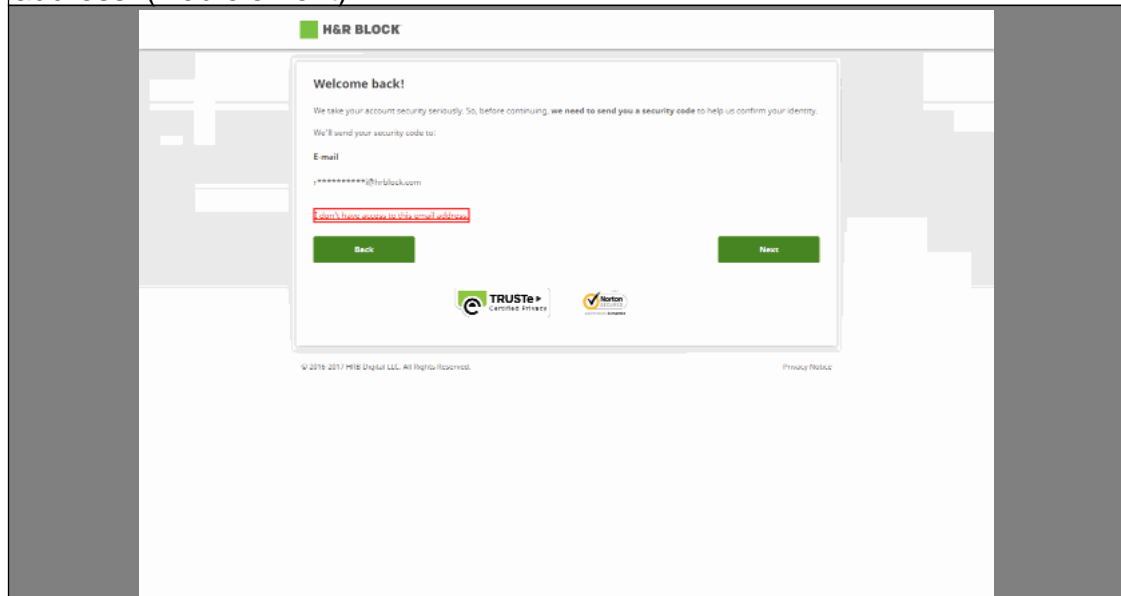 H&R BLOCK
Welcome back!
We take your account security seriously. So, before continuing, we need to send you a security code to help us confirm your identity.
We'll send your security code to:
E-mail
r**********i@hrblock.com
I don't have access to this email address.
Back
Next
TRUSTe
Certified Privacy
Norton
SECURED
© 2016-2017 HRB Digital LLC. All Rights Reserved.
Privacy Notice